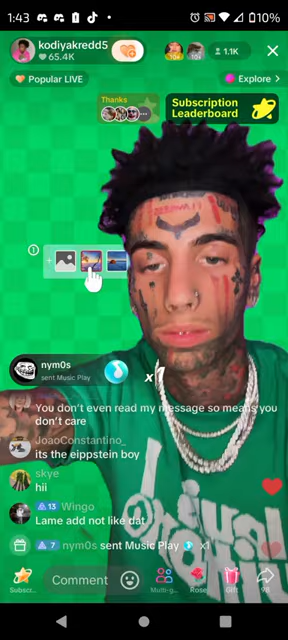 1:43
10%
kodiyakredd5
65.4K
1.1K
Popular LIVE
Explore >
Thanks
Subscription
Leaderboard
1
nym0s
sent Music Play
x1
You don't even read my message so means you
don't care
JoaoConstantino_
its the eippstein boy
skye
hii
13 Wingo
Lame add not like dat
7 nym0s sent Music Play x1
Subscr...
Comment
Multi-g...
Rose
Gift
98